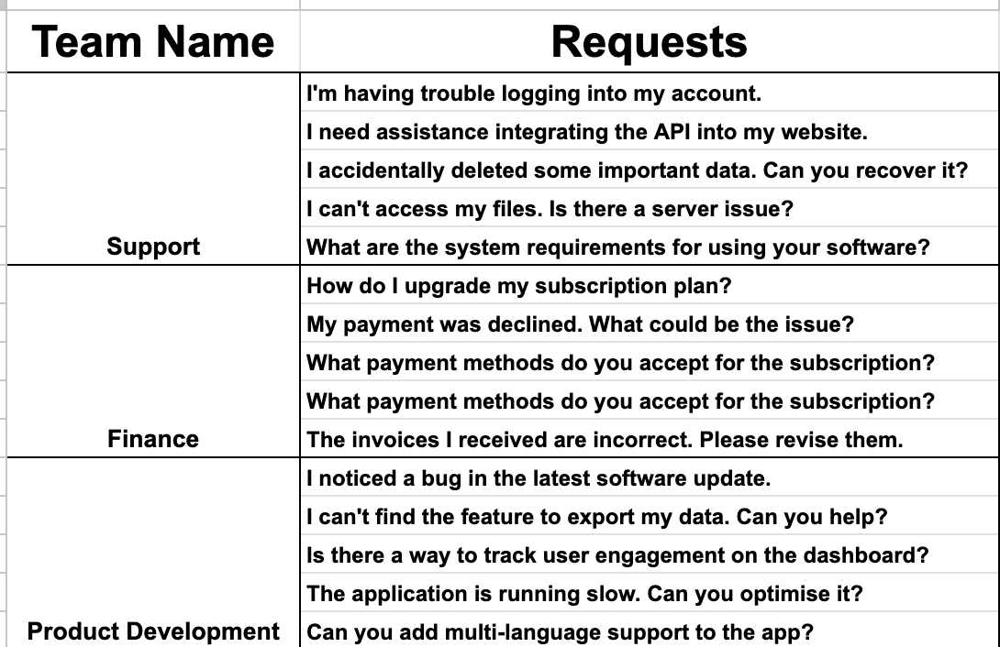 Team Name Requests
I'm having trouble logging into my account.
I need assistance integrating the API into my website.
I accidentally deleted some important data. Can you recover it?
I can't access my files. Is there a server issue?
Support What are the system requirements for using your software?
How do I upgrade my subscription plan?
My payment was declined. What could be the issue?
What payment methods do you accept for the subscription?
What payment methods do you accept for the subscription?
Finance The invoices I received are incorrect. Please revise them.
I noticed a bug in the latest software update.
I can't find the feature to export my data. Can you help?
Is there a way to track user engagement on the dashboard?
The application is running slow. Can you optimise it?
Product Development Can you add multi-language support to the app?